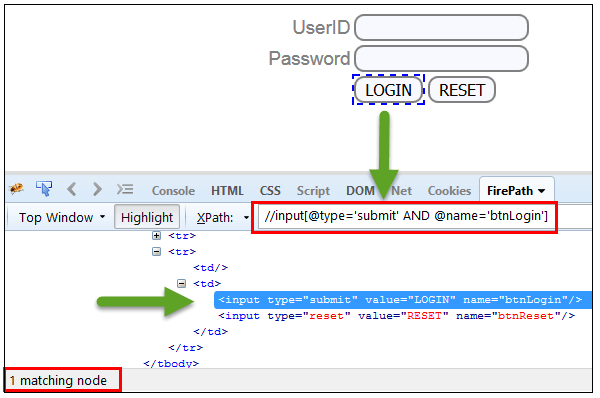 UserID
Password
LOGIN RESET
Console HTML CSS Script DOM Net Cookies FirePath
Top Window Highlight XPath: //input[@type='submit' AND @name='btnLogin']
<tr>
<tr>
<td/>
<td>
<input type="submit" value="LOGIN" name="btnLogin"/>
<input type="reset" value="RESET" name="btnReset"/>
</td>
</tr>
</tbody>
1 matching node